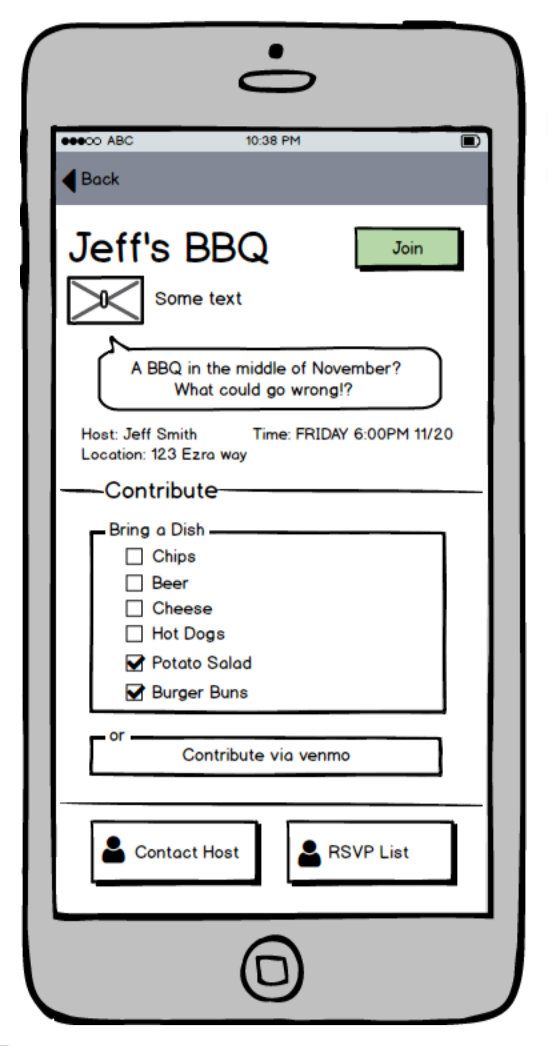 ABC 10:38 PM
Back
Jeff's BBQ
Join
Some text
A BBQ in the middle of November?
What could go wrong!?
Host: Jeff Smith Time: FRIDAY 6:00PM 11/20
Location: 123 Ezra way
Contribute
Bring a Dish
Chips
Beer
Cheese
Hot Dogs
Potato Salad
Burger Buns
or
Contribute via venmo
Contact Host
RSVP List